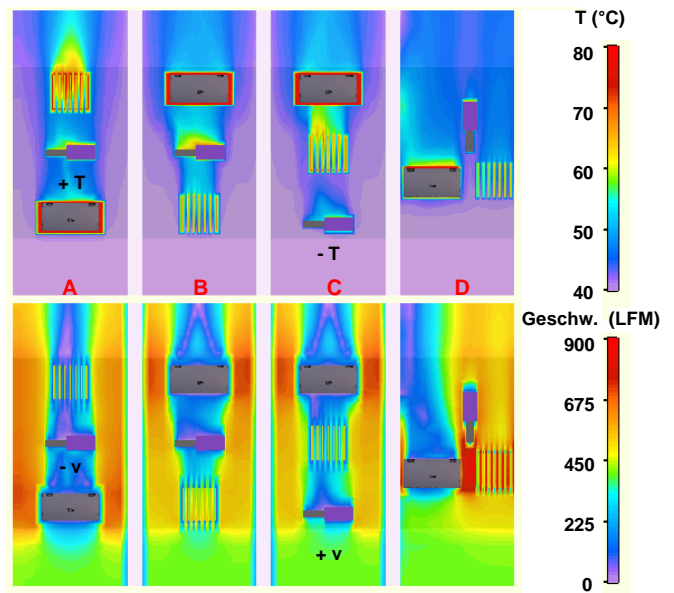 T (°C)
80
70
60
50
40
+ T
- T
A
B
C
D
Geschw. (LFM)
900
675
450
225
0
- v
+ v